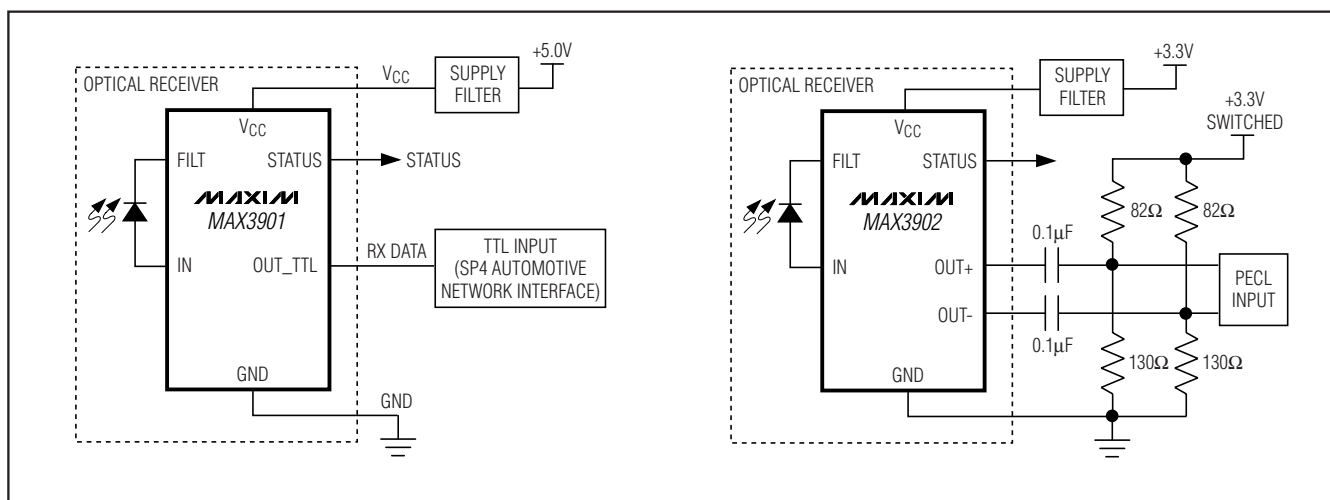 +5.0V
VCC
SUPPLY
FILTER
OPTICAL RECEIVER
VCC
FILT
STATUS
STATUS
MAXIM
MAX3901
IN
OUT_TTL
RX DATA
TTL INPUT
(SP4 AUTOMOTIVE
NETWORK INTERFACE)
GND
GND
+3.3V
SUPPLY
FILTER
OPTICAL RECEIVER
+3.3V
SWITCHED
VCC
FILT
STATUS
MAXIM
MAX3902
82Ω
82Ω
0.1μF
IN
OUT+
PECL
INPUT
OUT-
0.1μF
130Ω
130Ω
GND